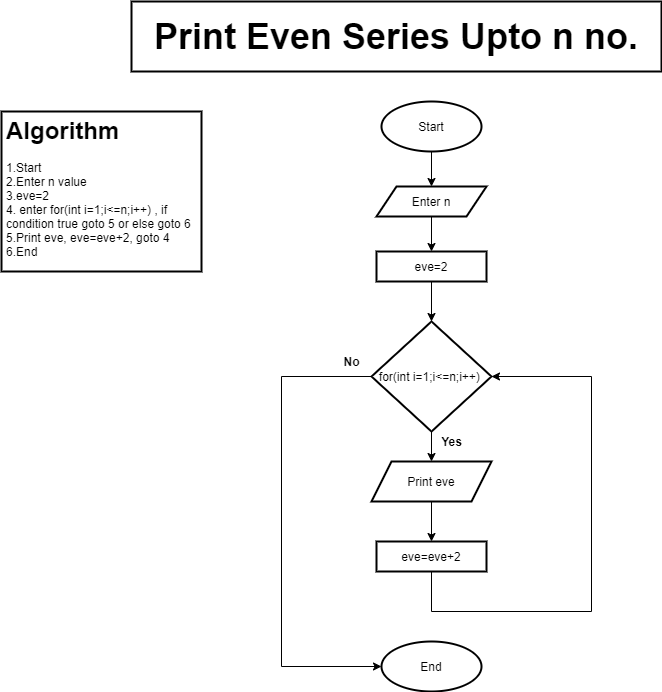 Print Even Series Upto n no.
Algorithm
1.Start
2.Enter n value
3.eve=2
4. enter for(int i=1;i<=n;i++) , if
condition true goto 5 or else goto 6
5.Print eve, eve=eve+2, goto 4
6.End
Start
Enter n
eve=2
No
for(int i=1;i<=n;i++)
Yes
Print eve
eve=eve+2
End